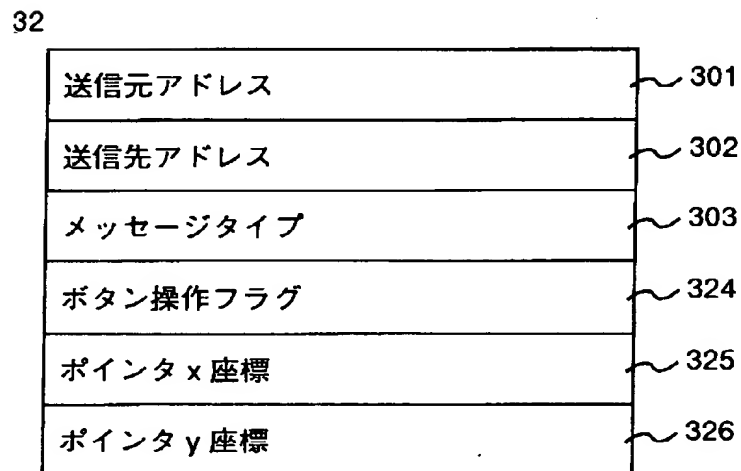 32
送信元アドレス 301
送信先アドレス 302
メッセージタイプ 303
ボタン操作フラグ 324
ポインタx座標 325
ポインタy座標 326